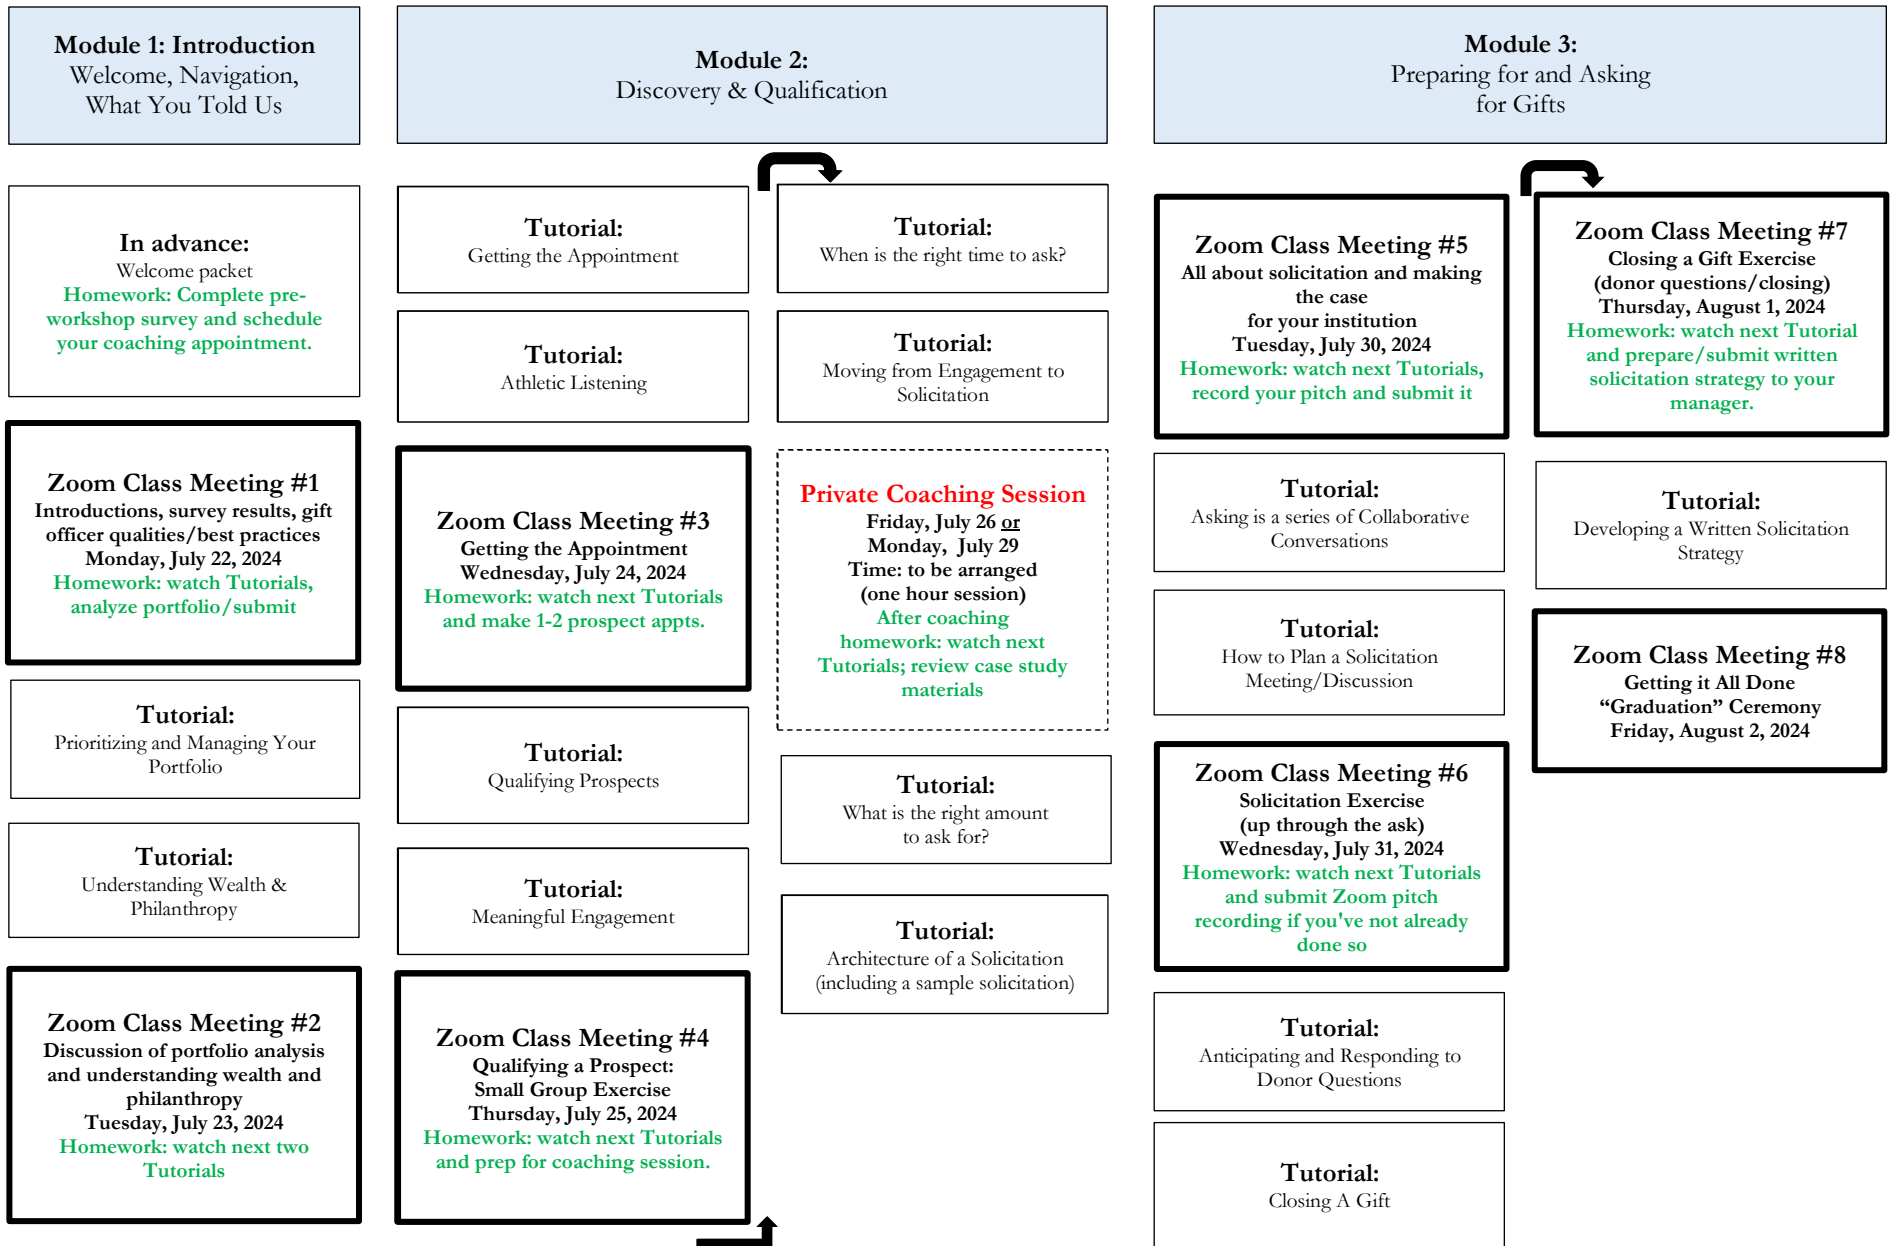 Module 1: Introduction
Welcome, Navigation,
What You Told Us
In advance:
Welcome packet
Homework: Complete pre-
workshop survey and schedule
your coaching appointment.
Zoom Class Meeting #1
Introductions, survey results, gift
officer qualities/best practices
Monday, July 22, 2024
Homework: watch Tutorials,
analyze portfolio/submit
Tutorial:
Prioritizing and Managing Your
Portfolio
Tutorial:
Understanding Wealth &
Philanthropy
Zoom Class Meeting #2
Discussion of portfolio analysis
and understanding wealth and
philanthropy
Tuesday, July 23, 2024
Homework: watch next two
Tutorials
Module 2:
Discovery & Qualification
Tutorial:
Getting the Appointment
Tutorial:
Athletic Listening
Zoom Class Meeting #3
Getting the Appointment
Wednesday, July 24, 2024
Homework: watch next Tutorials
and make 1-2 prospect appts.
Tutorial:
Qualifying Prospects
Tutorial:
Meaningful Engagement
Zoom Class Meeting #4
Qualifying a Prospect:
Small Group Exercise
Thursday, July 25, 2024
Homework: watch next Tutorials
and prep for coaching session.
Tutorial:
When is the right time to ask?
Tutorial:
Moving from Engagement to
Solicitation
Private Coaching Session
Friday, July 26 or
Monday, July 29
Time: to be arranged
(one hour session)
After coaching
homework: watch next
Tutorials; review case study
materials
Tutorial:
What is the right amount
to ask for?
Tutorial:
Architecture of a Solicitation
(including a sample solicitation)
Module 3:
Preparing for and Asking
for Gifts
Zoom Class Meeting #5
All about solicitation and making
the case
for your institution
Tuesday, July 30, 2024
Homework: watch next Tutorials,
record your pitch and submit it
Tutorial:
Asking is a series of Collaborative
Conversations
Tutorial:
How to Plan a Solicitation
Meeting/Discussion
Zoom Class Meeting #6
Solicitation Exercise
(up through the ask)
Wednesday, July 31, 2024
Homework: watch next Tutorials
and submit Zoom pitch
recording if you've not already
done so
Tutorial:
Anticipating and Responding to
Donor Questions
Tutorial:
Closing A Gift
Zoom Class Meeting #7
Closing a Gift Exercise
(donor questions/closing)
Thursday, August 1, 2024
Homework: watch next Tutorial
and prepare/submit written
solicitation strategy to your
manager.
Tutorial:
Developing a Written Solicitation
Strategy
Zoom Class Meeting #8
Getting it All Done
“Graduation” Ceremony
Friday, August 2, 2024